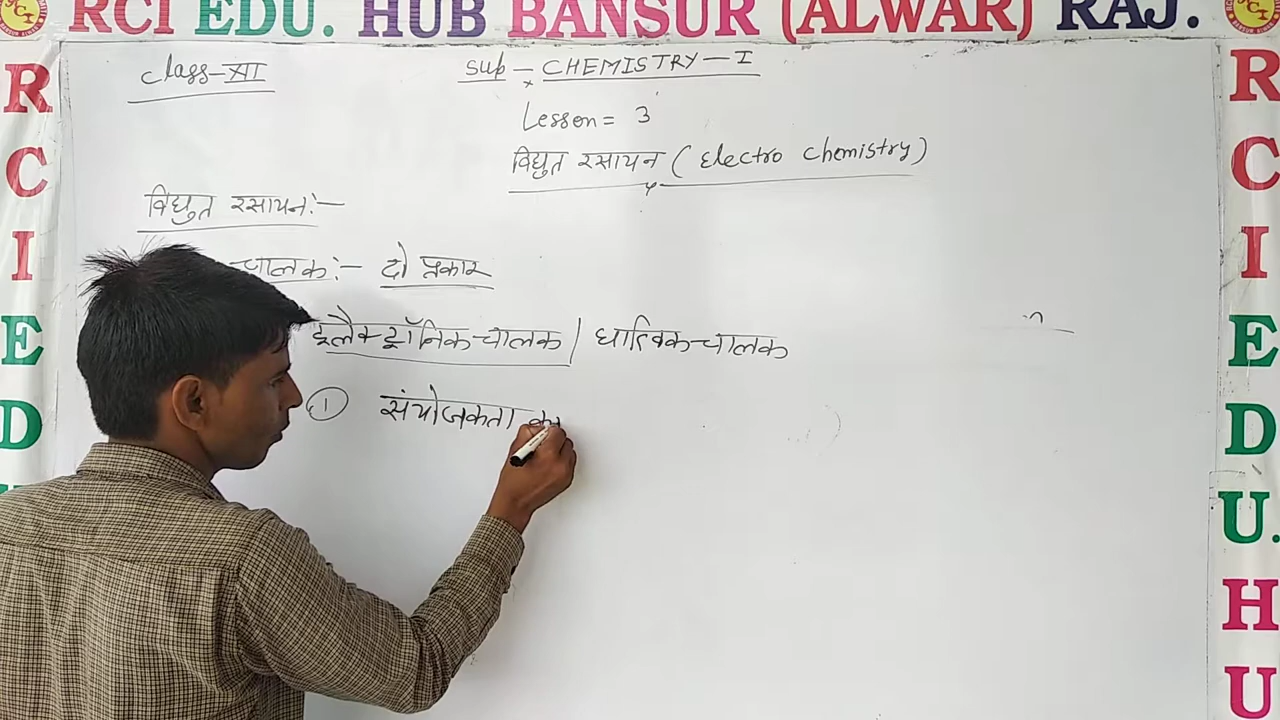 RCI EDU. HUB BANSUR (ALWAR) RAJ.
Class-XII
Sub - CHEMISTRY-I
Lesson= 3
विद्युत रसायन (Electro Chemistry)
विद्युत रसायन:-
चालक:- दो प्रकार
इलैक्ट्रॉनिक-चालक / धात्विक-चालक
① संयोजकता क
R
C
I
E
D
R
C
I
E
D
U.
H
U